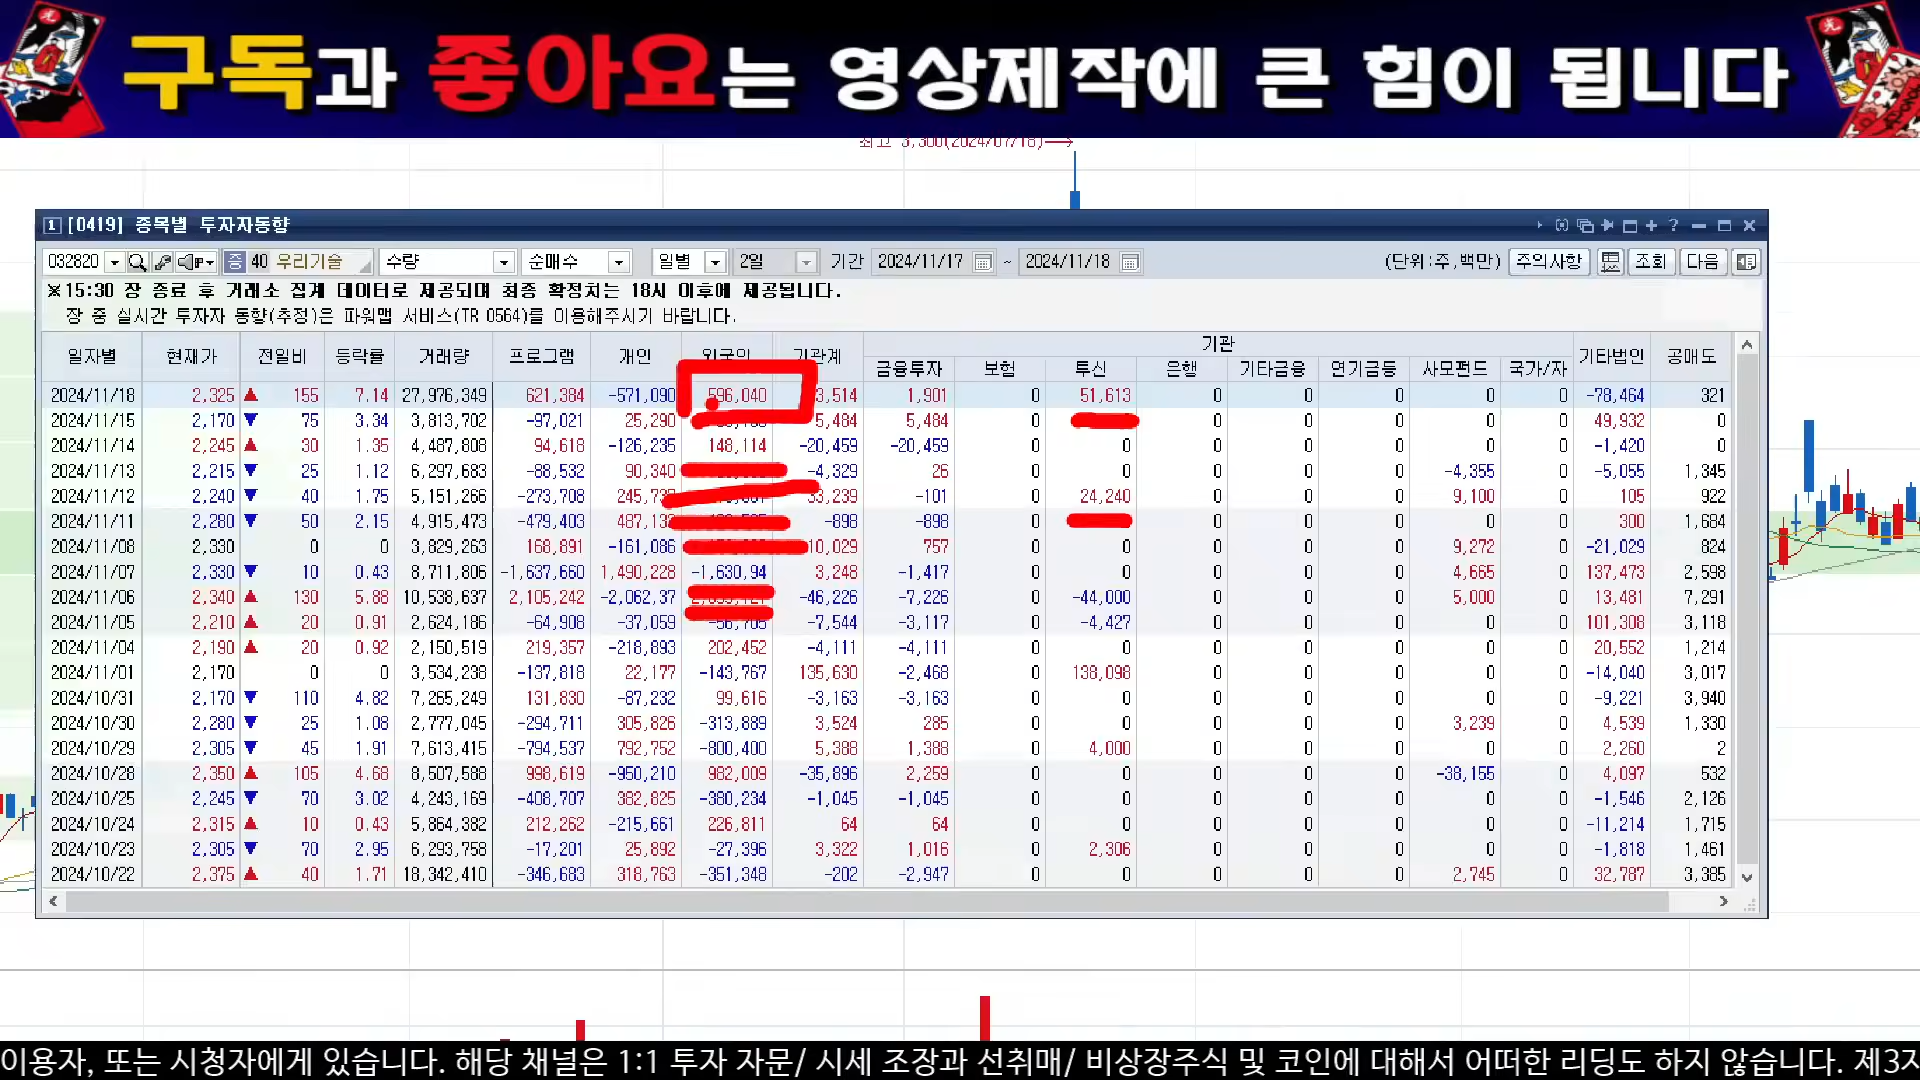 구독과 좋아요는 영상제작에 큰 힘이 됩니다
최고 3,300(2024/07/18)
1 [0419] 종목별 투자자동향
032820 증 40 우리기술 수량 순매수 일별 2일 기간 2024/11/17 ~ 2024/11/18 (단위:주,백만) 주의사항 조회 다음
※15:30 장 종료 후 거래소 집계 데이터로 제공되며 최종 확정치는 18시 이후에 제공됩니다.
장 중 실시간 투자자 동향(추정)은 파워맵 서비스(TR 0564)를 이용해주시기 바랍니다.
일자별 현재가 전일비 등락률 거래량 프로그램 개인 외국인 기관계 기관 기타법인 공매도
금융투자 보험 투신 은행 기타금융 연기금등 사모펀드 국가/자
2024/11/18 2,325 ▲ 155 7.14 27,976,349 621,384 -571,090 596,040 3,514 1,901 0 51,613 0 0 0 0 0 -78,464 321
2024/11/15 2,170 ▼ 75 3.34 3,813,702 -97,021 25,290 5,484 5,484 0 0 0 0 0 0 49,932 0
2024/11/14 2,245 ▲ 30 1.35 4,487,808 94,618 -126,235 148,114 -20,459 -20,459 0 0 0 0 0 0 0 -1,420 0
2024/11/13 2,215 ▼ 25 1.12 6,297,683 -88,532 90,340 -4,329 26 0 0 0 0 0 -4,355 0 -5,055 1,345
2024/11/12 2,240 ▼ 40 1.75 5,151,266 -273,708 33,239 -101 0 24,240 0 0 0 9,100 0 105 922
2024/11/11 2,280 ▼ 50 2.15 4,915,473 -479,403 -898 -898 0 0 0 0 0 0 300 1,684
2024/11/08 2,330 0 0 3,829,263 168,891 -161,086 10,029 757 0 0 0 0 0 9,272 0 -21,029 824
2024/11/07 2,330 ▼ 10 0.43 8,711,806 -1,637,660 1,490,228 -1,630,94 3,248 -1,417 0 0 0 0 0 4,665 0 137,473 2,598
2024/11/06 2,340 ▲ 130 5.88 10,538,637 2,105,242 -2,062,37 -46,226 -7,226 0 -44,000 0 0 0 5,000 0 13,481 7,291
2024/11/05 2,210 ▲ 20 0.91 2,624,186 -64,908 -37,059 -7,544 -3,117 0 -4,427 0 0 0 0 0 101,308 3,118
2024/11/04 2,190 ▲ 20 0.92 2,150,519 219,357 -218,893 202,452 -4,111 -4,111 0 0 0 0 0 0 0 20,552 1,214
2024/11/01 2,170 0 0 3,534,238 -137,818 22,177 -143,767 135,630 -2,468 0 138,098 0 0 0 0 0 -14,040 3,017
2024/10/31 2,170 ▼ 110 4.82 7,265,249 131,830 -87,232 99,616 -3,163 -3,163 0 0 0 0 0 0 0 -9,221 3,940
2024/10/30 2,280 ▼ 25 1.08 2,777,045 -294,711 305,826 -313,889 3,524 285 0 0 0 0 0 3,239 0 4,539 1,330
2024/10/29 2,305 ▼ 45 1.91 7,613,415 -794,537 792,752 -800,400 5,388 1,388 0 4,000 0 0 0 0 0 2,260 2
2024/10/28 2,350 ▲ 105 4.68 8,507,588 998,619 -950,210 982,009 -35,896 2,259 0 0 0 0 0 -38,155 0 4,097 532
2024/10/25 2,245 ▼ 70 3.02 4,243,169 -408,707 382,825 -380,234 -1,045 -1,045 0 0 0 0 0 0 0 -1,546 2,126
2024/10/24 2,315 ▲ 10 0.43 5,864,382 212,262 -215,661 226,811 64 64 0 0 0 0 0 0 0 -11,214 1,715
2024/10/23 2,305 ▼ 70 2.95 6,293,758 -17,201 25,892 -27,396 3,322 1,016 0 2,306 0 0 0 0 0 -1,818 1,461
2024/10/22 2,375 ▲ 40 1.71 18,342,410 -346,683 318,763 -351,348 -202 -2,947 0 0 0 0 0 2,745 0 32,787 3,385
이용자, 또는 시청자에게 있습니다. 해당 채널은 1:1 투자 자문/ 시세 조장과 선취매/ 비상장주식 및 코인에 대해서 어떠한 리딩도 하지 않습니다. 제3자